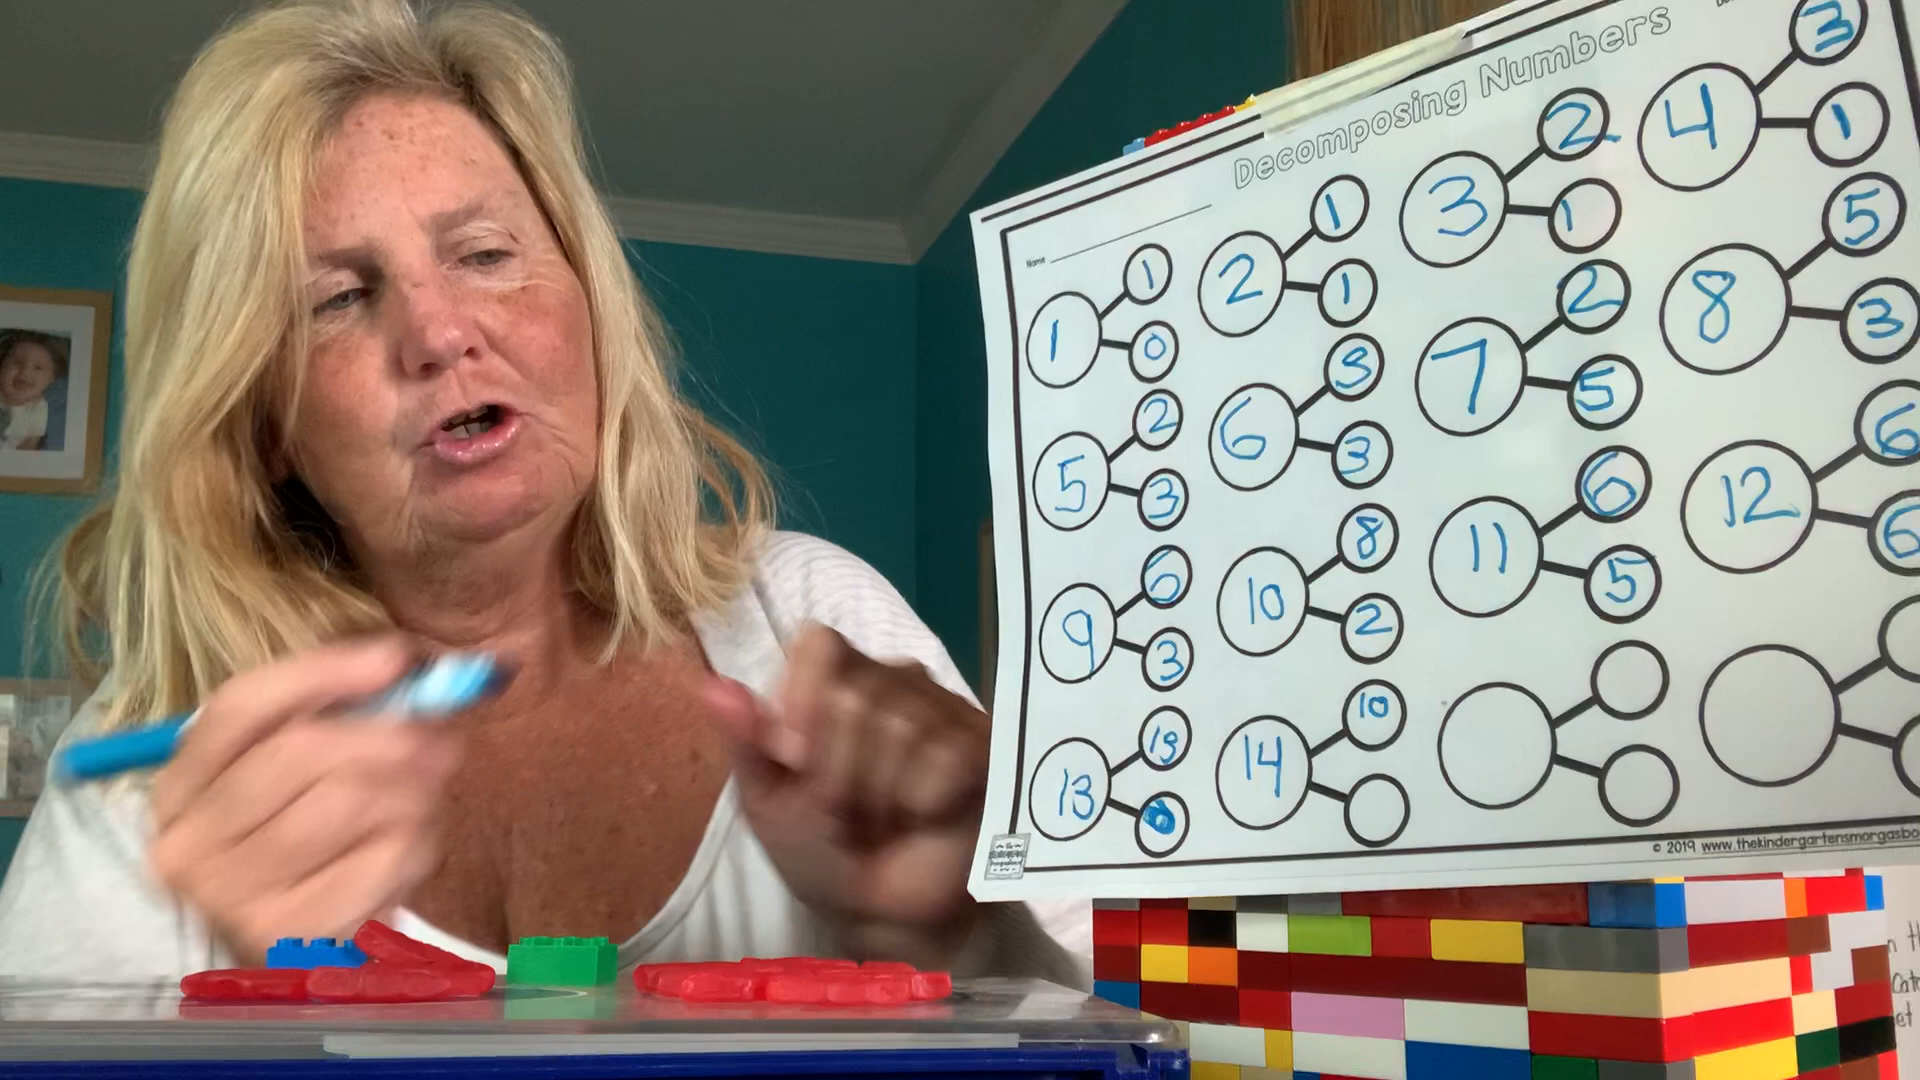 Decomposing Numbers
Name
1 1 0
2 1 1
3 2 1
4 3 1
5 2 3
6 3 3
7 2 5
8 5 3
9 6 3
10 8 2
11 6 5
12 6 6
13 13
14 10
© 2019 www.thekindergartensmorgasbo